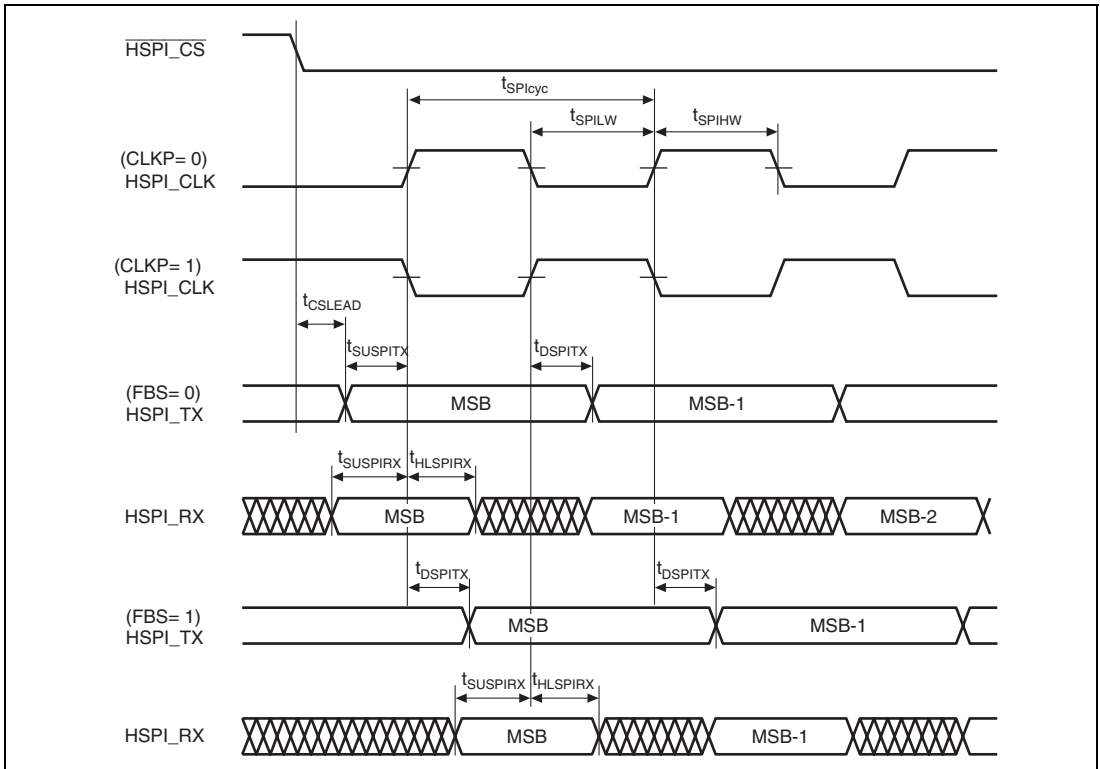 HSPI_CS
tSPIcyc
tSPILW
tSPIHW
(CLKP= 0)
HSPI_CLK
(CLKP= 1)
HSPI_CLK
tCSLEAD
tSUSPITX
tDSPITX
(FBS= 0)
HSPI_TX
MSB
MSB-1
tSUSPIRX
tHLSPIRX
HSPI_RX
MSB
MSB-1
MSB-2
tDSPITX
tDSPITX
(FBS= 1)
HSPI_TX
MSB
MSB-1
tSUSPIRX
tHLSPIRX
HSPI_RX
MSB
MSB-1